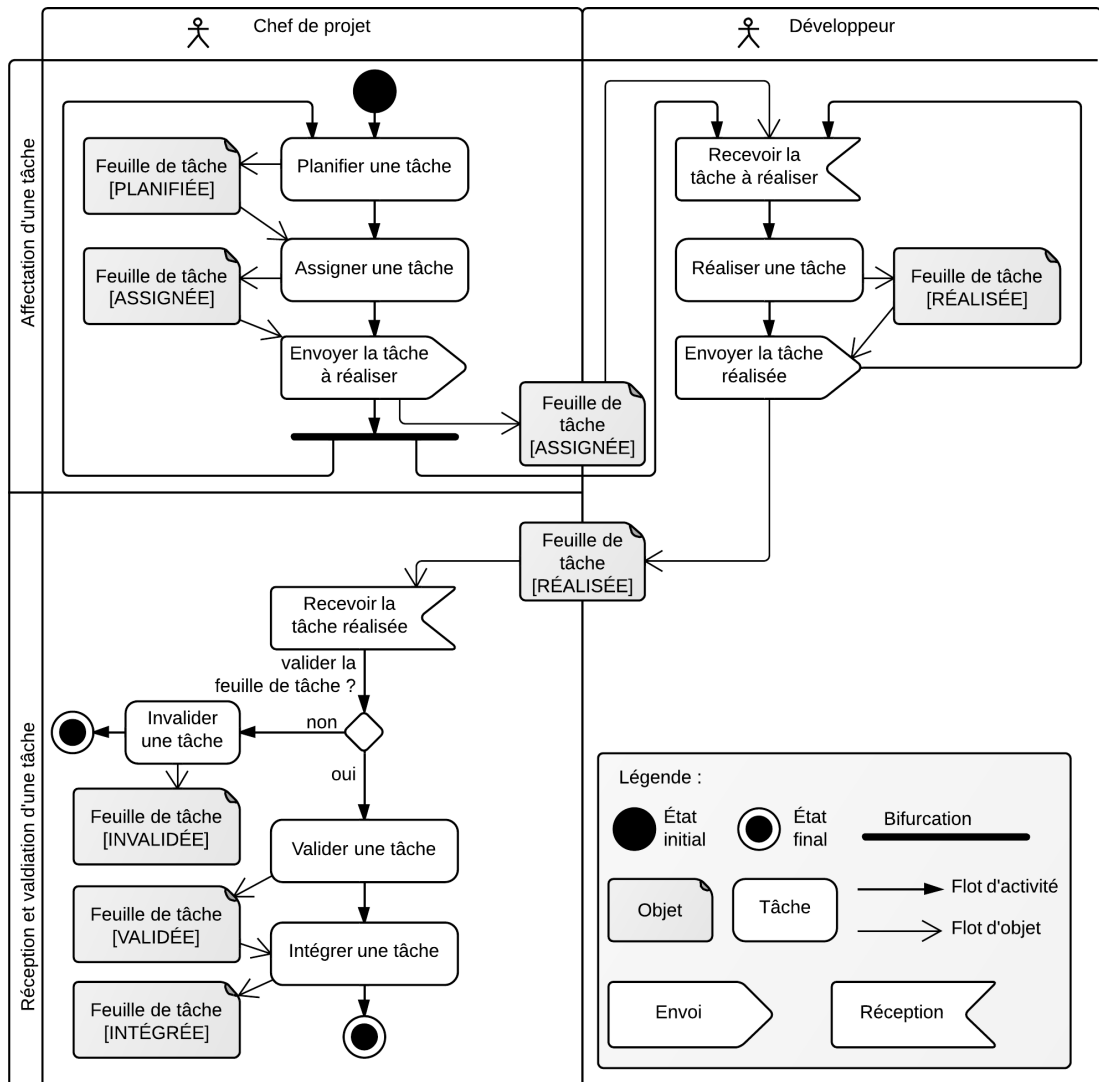 Chef de projet
Développeur
Affectation d'une tâche
Planifier une tâche
Feuille de tâche
[PLANIFIÉE]
Assigner une tâche
Feuille de tâche
[ASSIGNÉE]
Envoyer la tâche
à réaliser
Feuille de
tâche
[ASSIGNÉE]
Recevoir la
tâche à réaliser
Réaliser une tâche
Feuille de tâche
[RÉALISÉE]
Envoyer la tâche
réalisée
Réception et valdiation d'une tâche
Feuille de
tâche
[RÉALISÉE]
Recevoir la
tâche réalisée
valider la
feuille de tâche ?
non
Invalider
une tâche
oui
Feuille de tâche
[INVALIDÉE]
Valider une tâche
Feuille de tâche
[VALIDÉE]
Intégrer une tâche
Feuille de tâche
[INTÉGRÉE]
Légende :
État
initial
État
final
Bifurcation
Objet
Tâche
Flot d'activité
Flot d'objet
Envoi
Réception